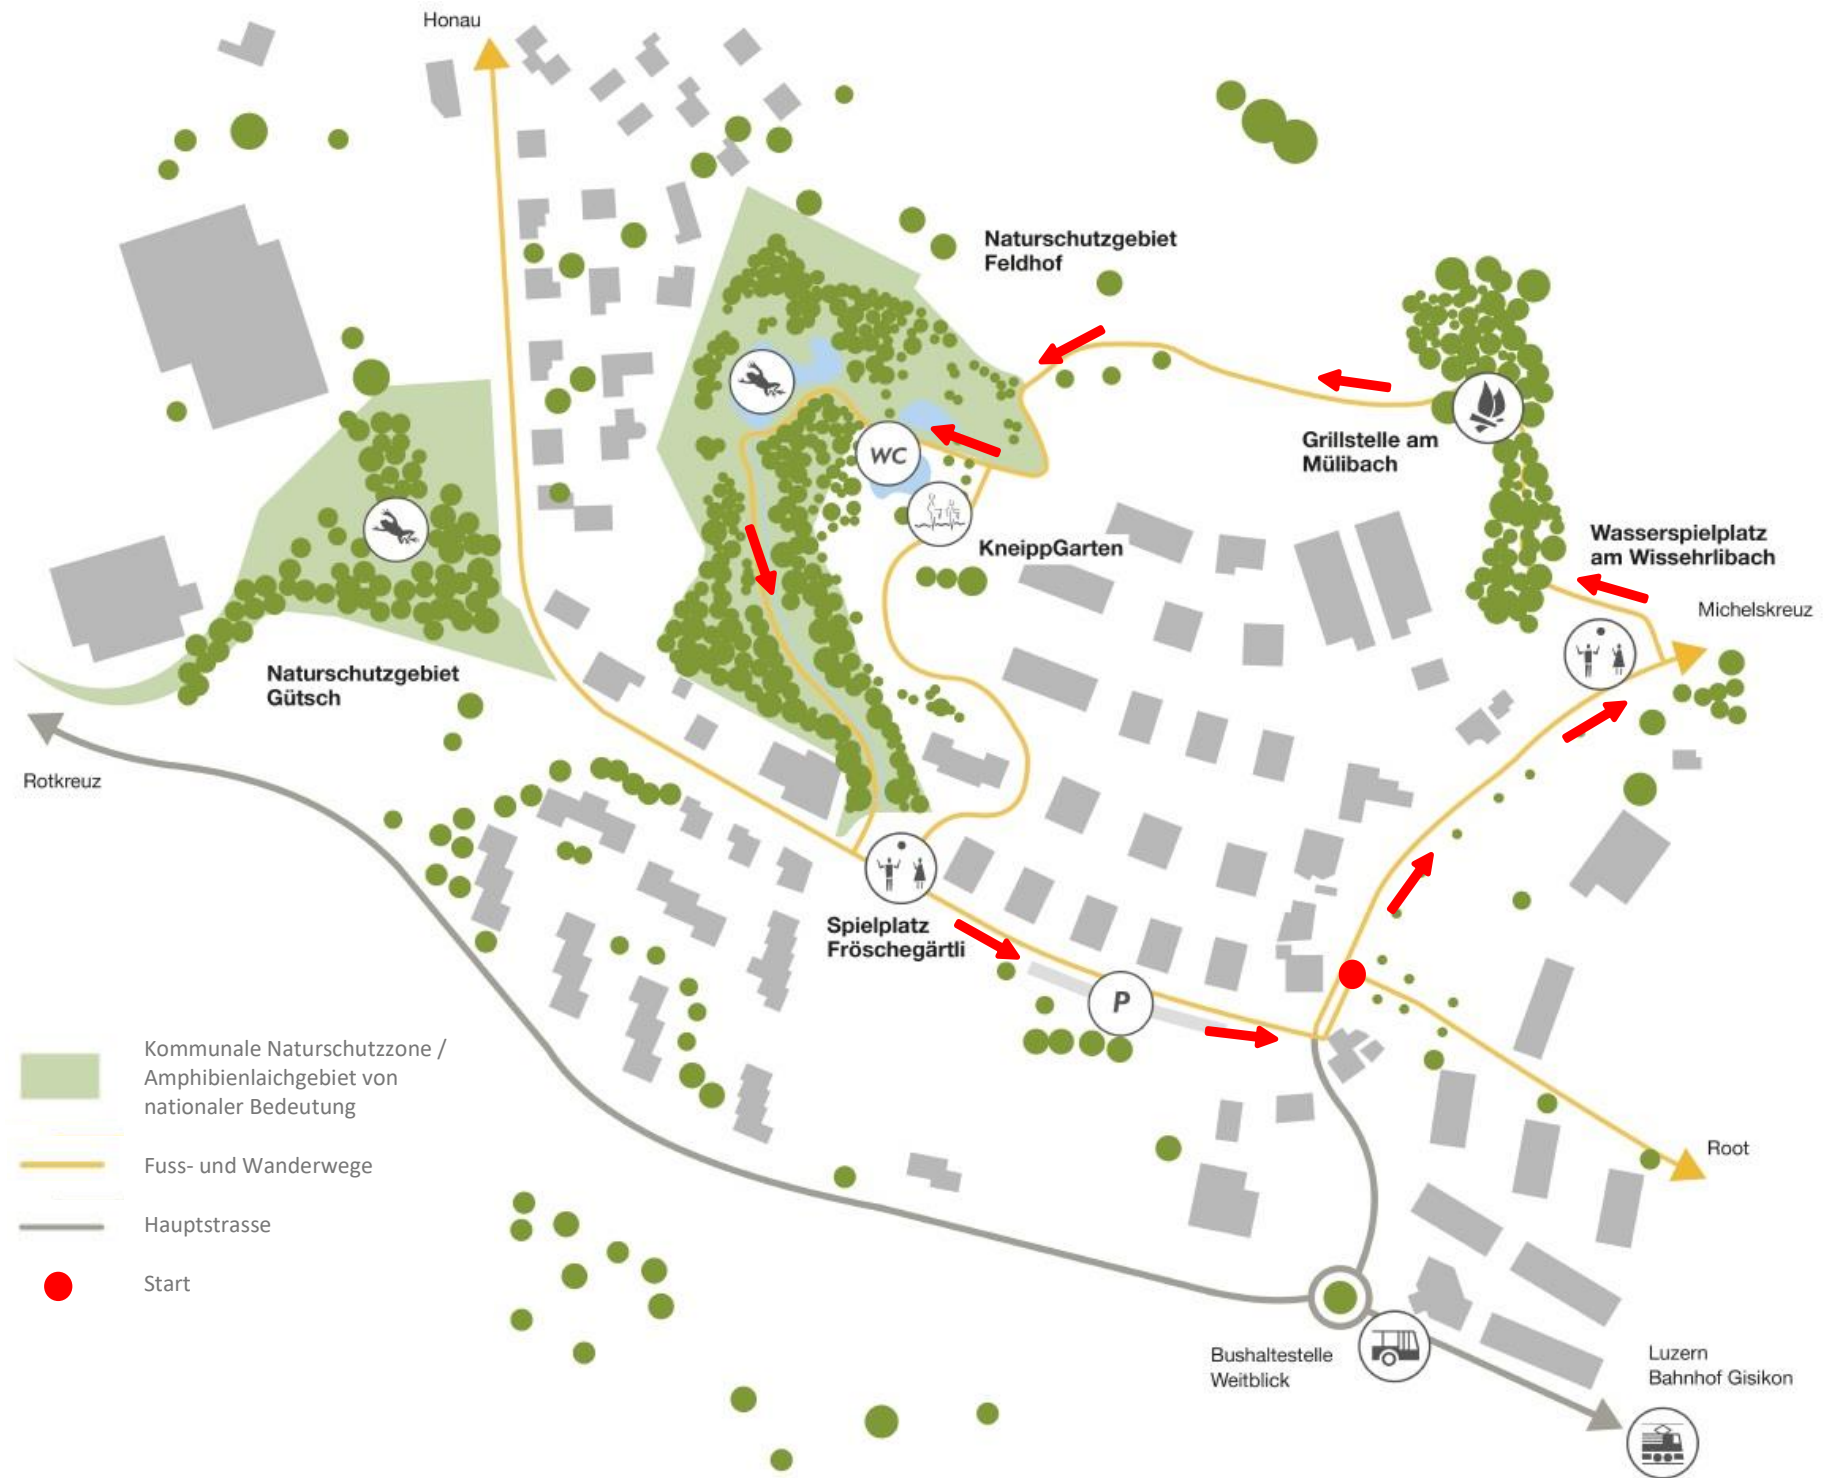 Honau
Naturschutzgebiet
Feldhof
WC
Grillstelle am
Mülibach
KneippGarten
Wasserspielplatz
am Wissehrlibach
Michelskreuz
Naturschutzgebiet
Gütsch
Rotkreuz
Spielplatz
Fröschegärtli
P
Kommunale Naturschutzzone /
Amphibienlaichgebiet von
nationaler Bedeutung
Fuss- und Wanderwege
Hauptstrasse
Start
Root
Bushaltestelle
Weitblick
Luzern
Bahnhof Gisikon